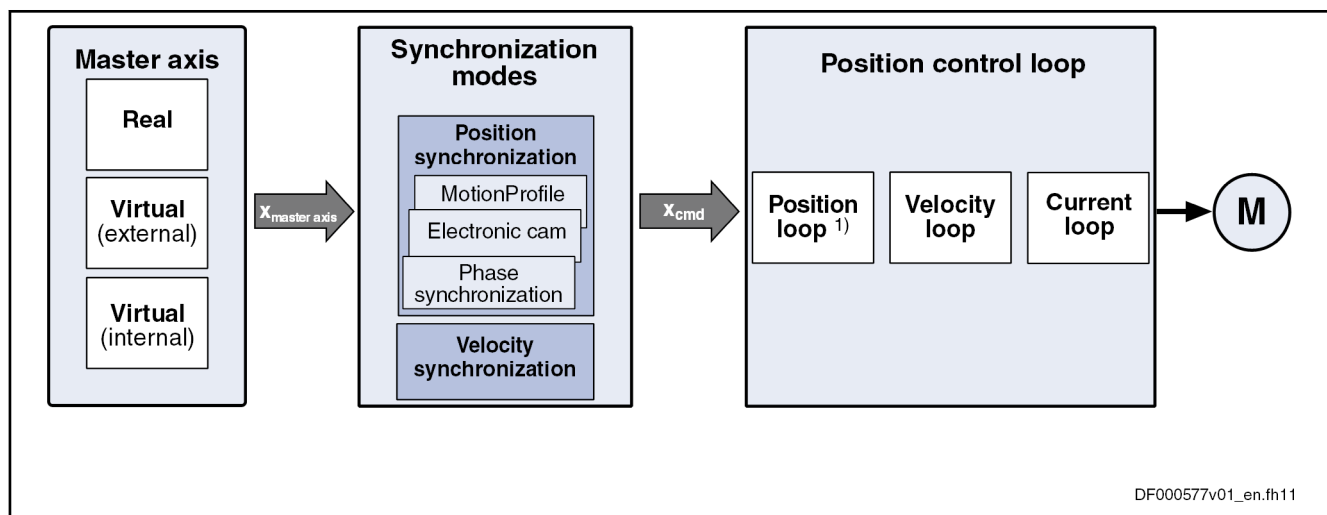 Master axis
Real
Virtual
(external)
Virtual
(internal)
x master axis
Synchronization
modes
Position
synchronization
MotionProfile
Electronic cam
Phase
synchronization
Velocity
synchronization
x cmd
Position control loop
Position
loop 1)
Velocity
loop
Current
loop
M
DF000577v01_en.fh11